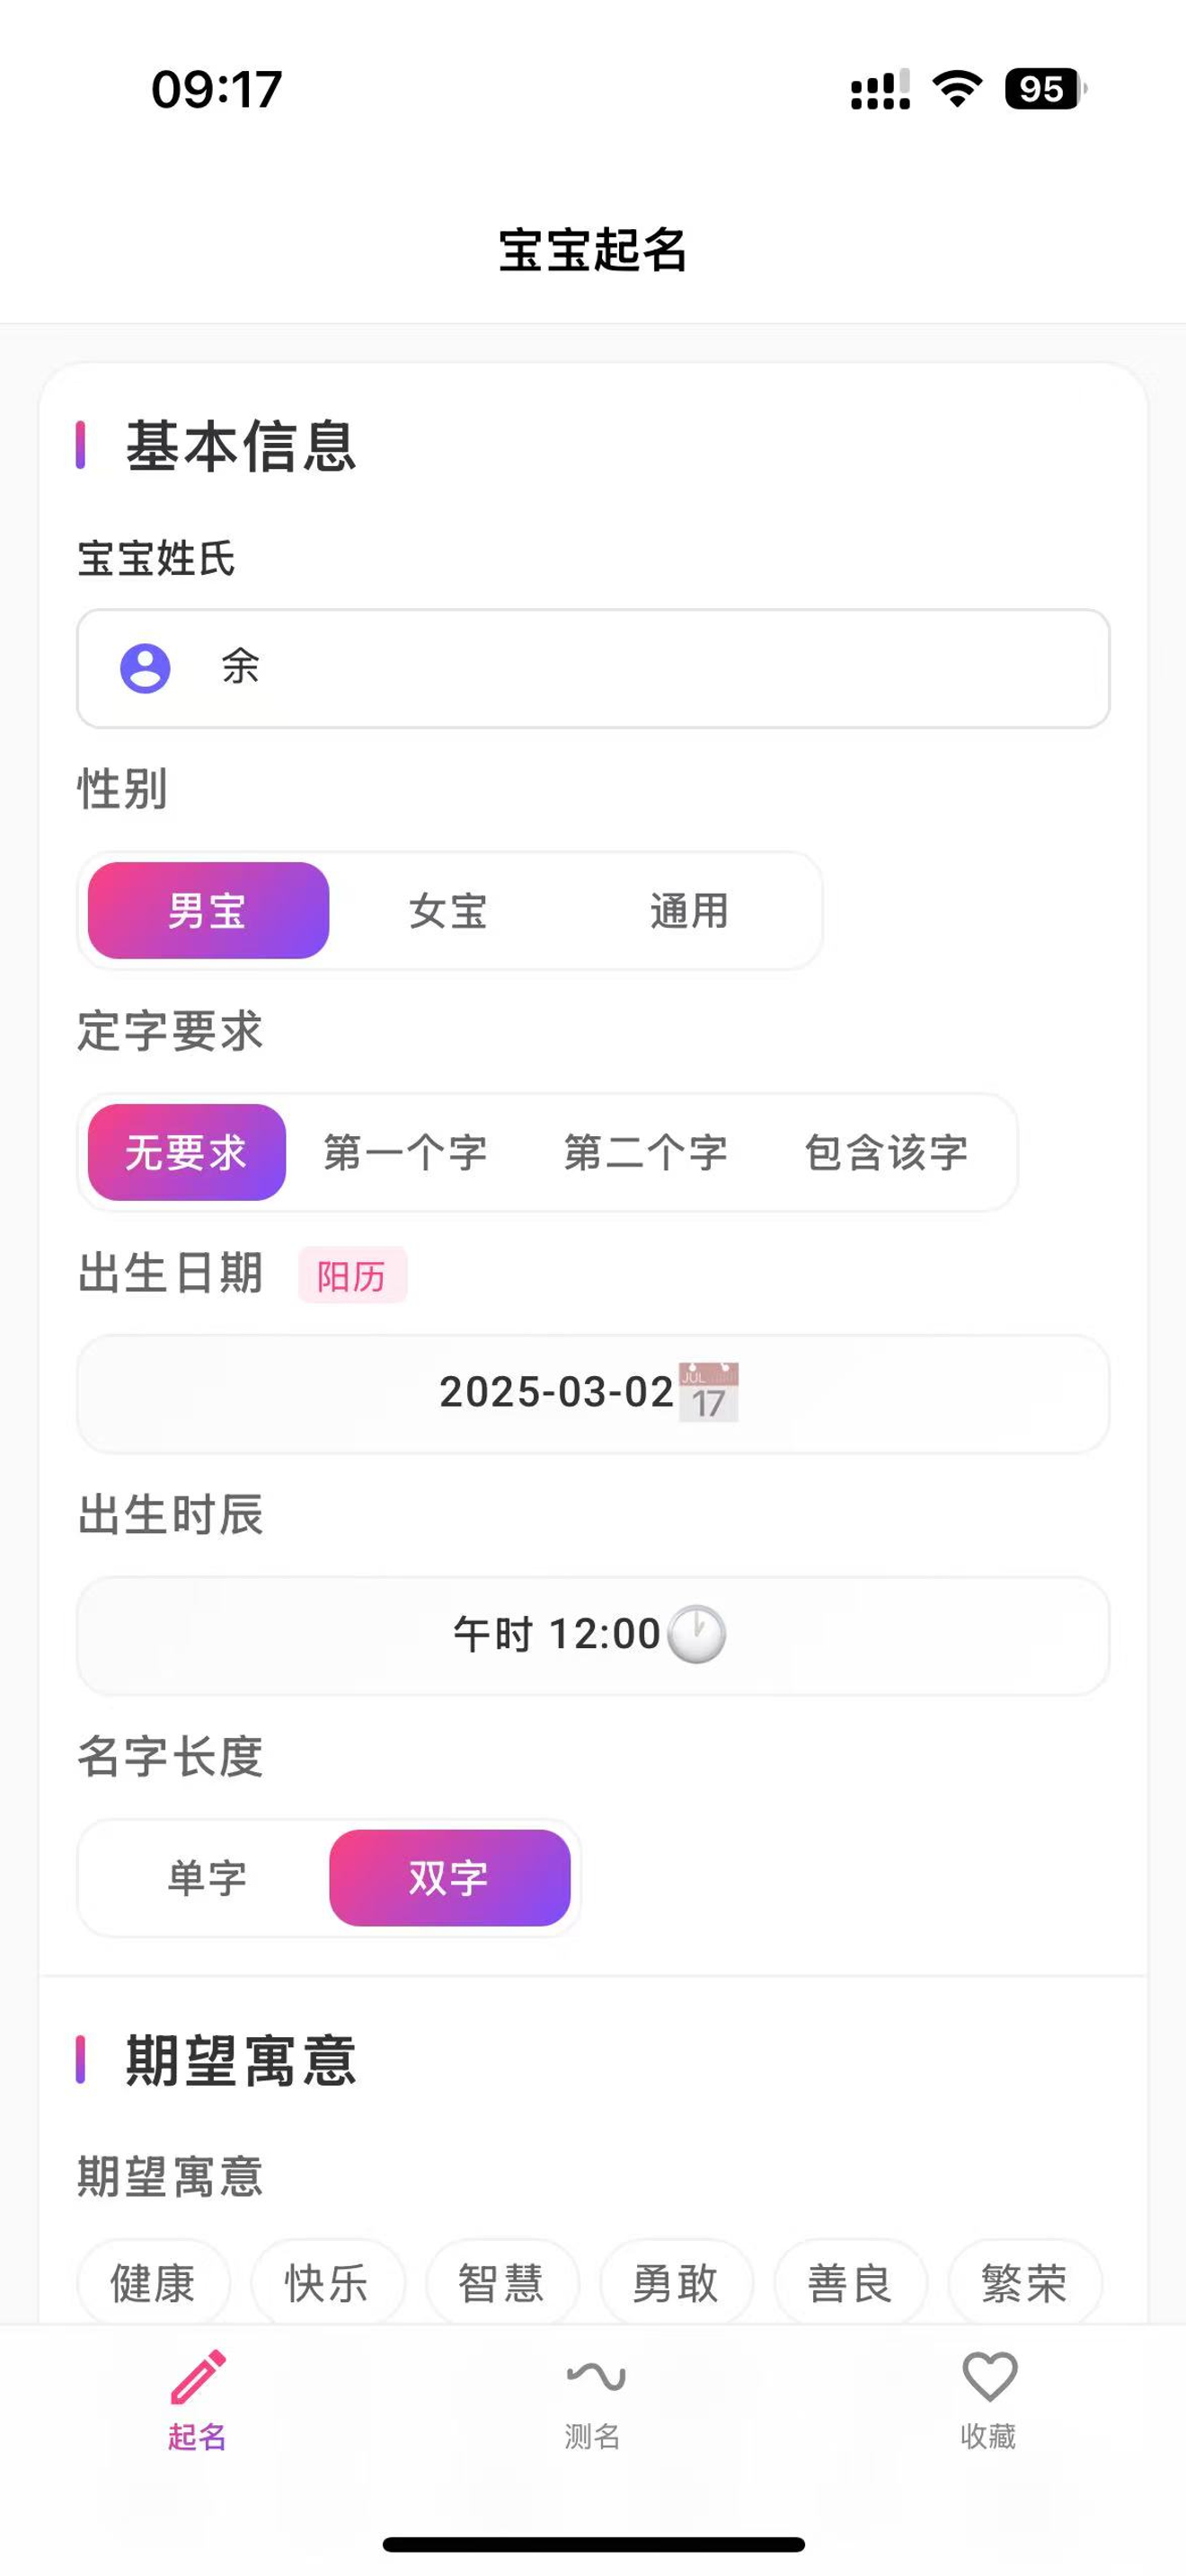 09:17
95
宝宝起名
基本信息
宝宝姓氏
余
性别
男宝 女宝 通用
定字要求
无要求 第一个字 第二个字 包含该字
出生日期 阳历
2025-03-02 JUL 17
出生时辰
午时 12:00
名字长度
单字 双字
期望寓意
期望寓意
健康 快乐 智慧 勇敢 善良 繁荣
起名 测名 收藏